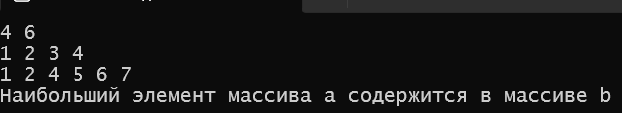 4 6
1 2 3 4
1 2 4 5 6 7
Наибольший элемент массива a содержится в массиве b